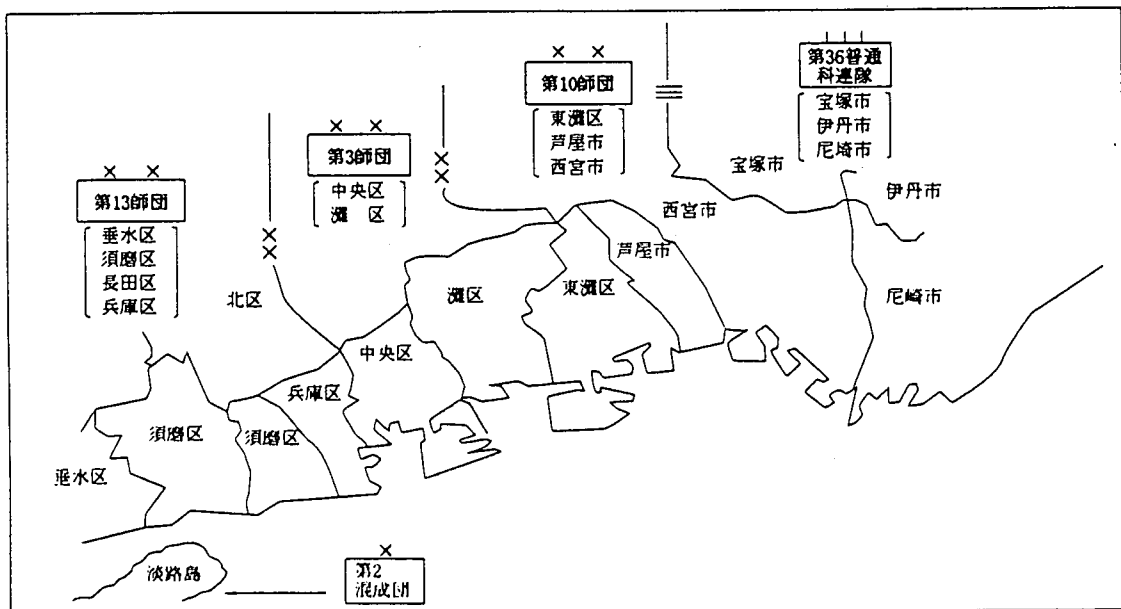 第36普通
科連隊
宝塚市
伊丹市
尼崎市
第10師団
東灘区
芦屋市
西宮市
第3師団
中央区
灘 区
第13師団
垂水区
須磨区
長田区
兵庫区
宝塚市
伊丹市
西宮市
芦屋市
尼崎市
北区
灘区
東灘区
中央区
兵庫区
須磨区
須磨区
垂水区
淡路島
第2
混成団